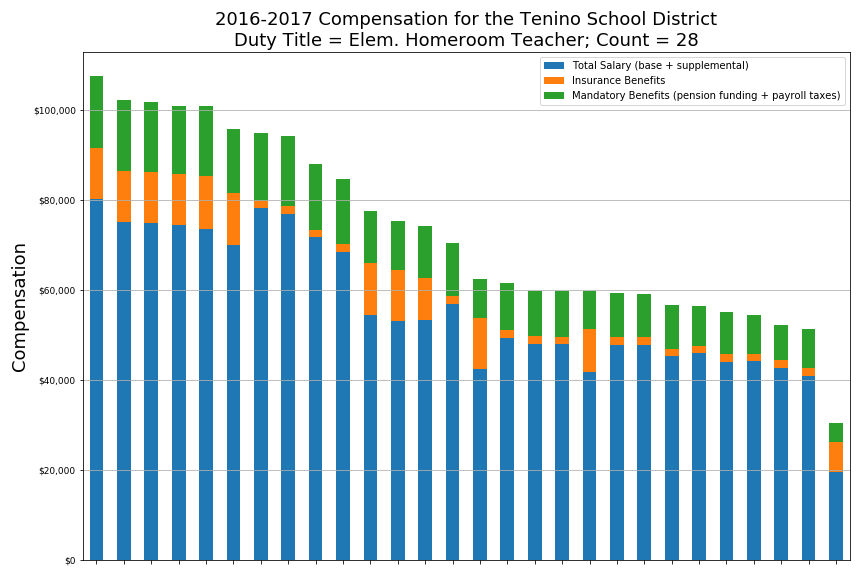 2016-2017 Compensation for the Tenino School District
Duty Title = Elem. Homeroom Teacher; Count = 28
Total Salary (base + supplemental)
Insurance Benefits
Mandatory Benefits (pension funding + payroll taxes)
$100,000
$80,000
$60,000
$40,000
$20,000
$0
Compensation